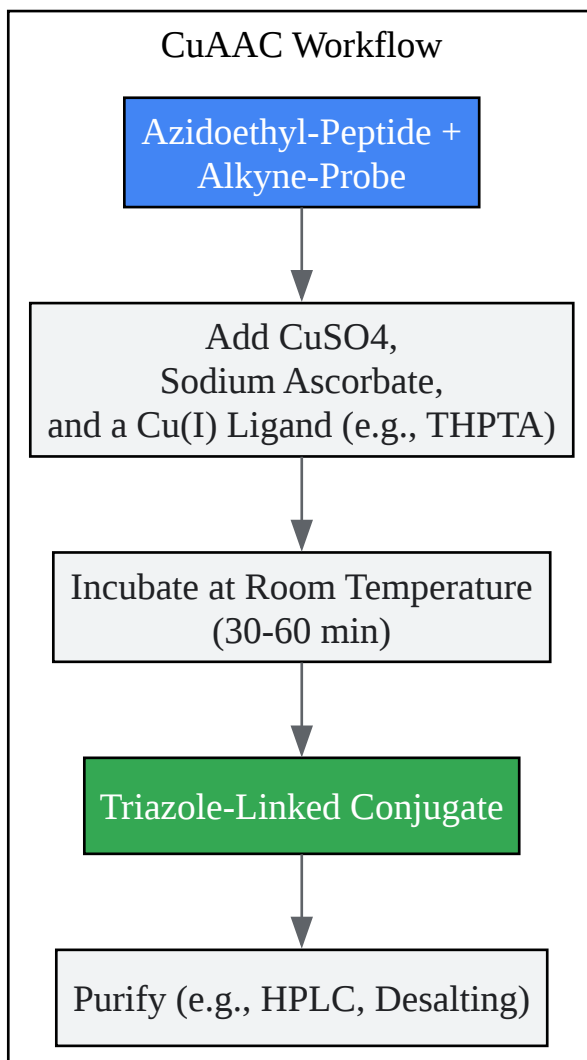 CuAAC Workflow
Azidoethyl-Peptide +
Alkyne-Probe
Add CuSO4,
Sodium Ascorbate,
and a Cu(I) Ligand (e.g., THPTA)
Incubate at Room Temperature
(30-60 min)
Triazole-Linked Conjugate
Purify (e.g., HPLC, Desalting)